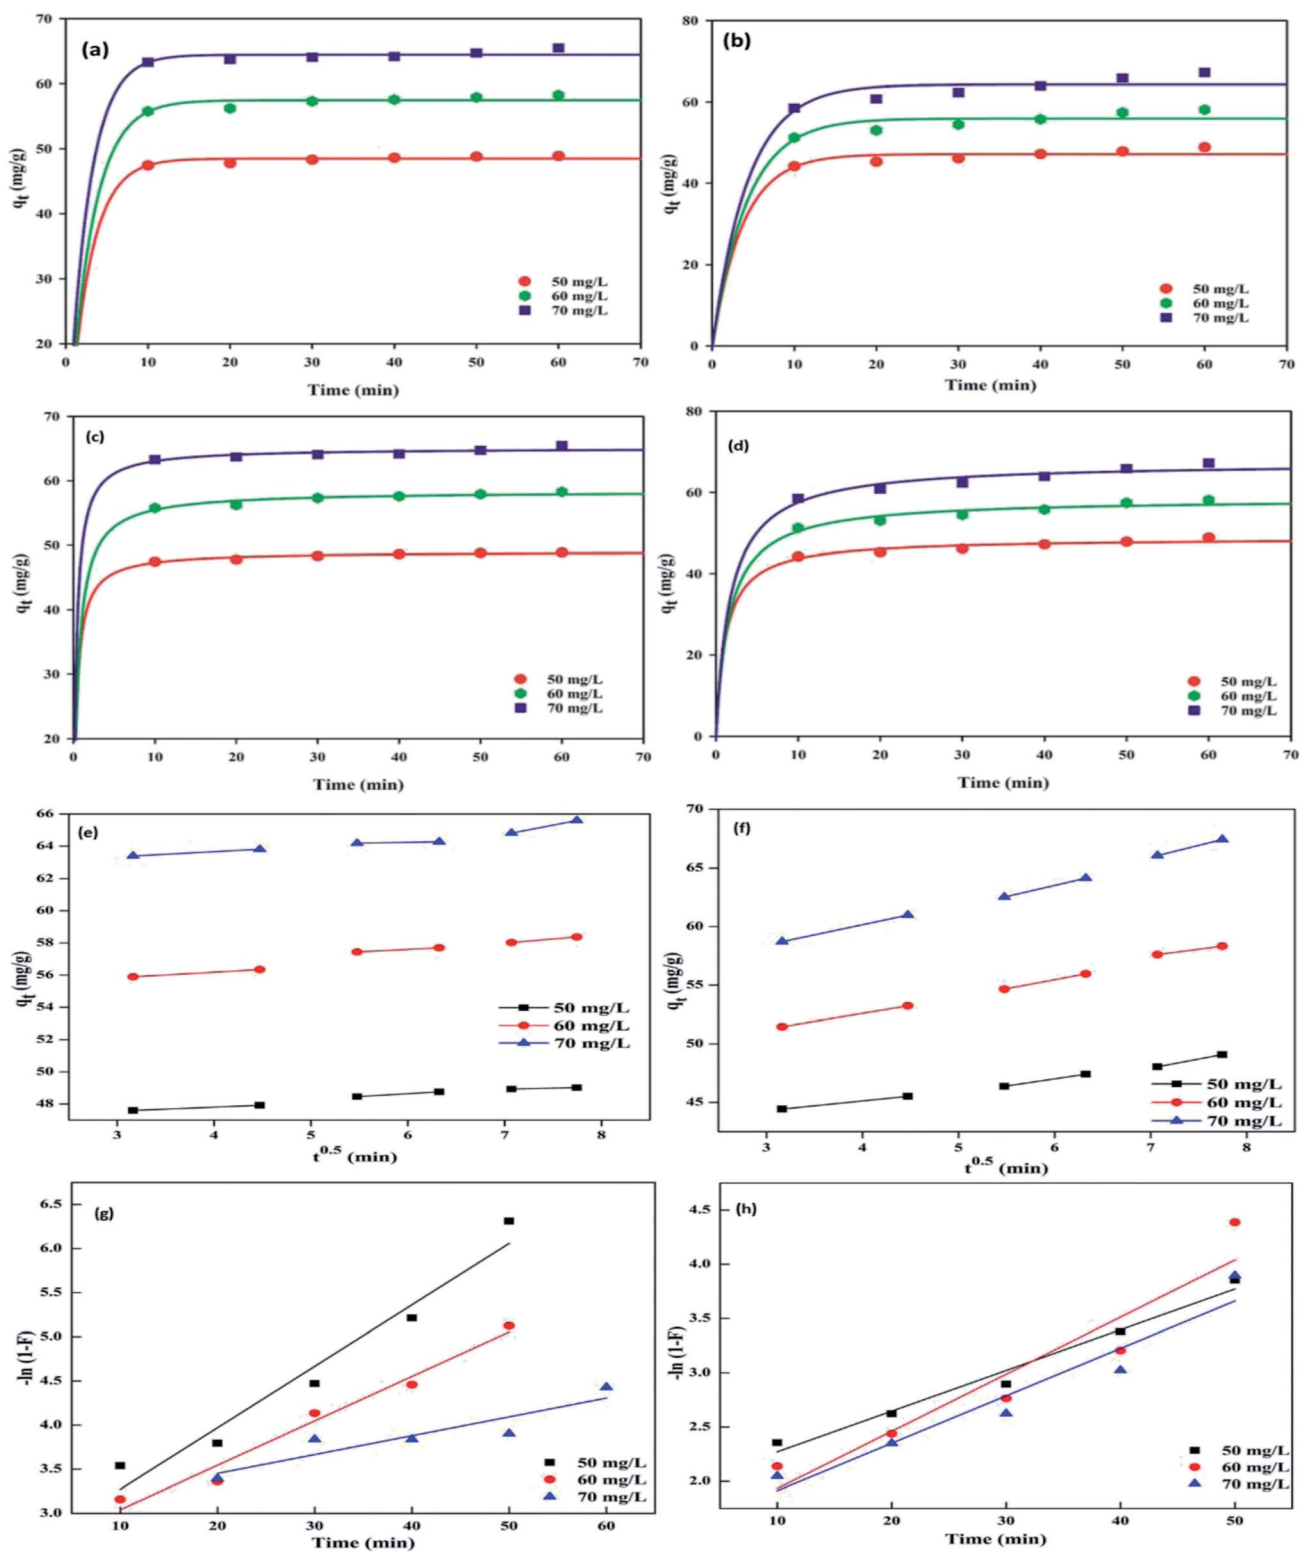 (a)
70
60
50
40
30
20
qt (mg/g)
50 mg/L
60 mg/L
70 mg/L
0 10 20 30 40 50 60 70
Time (min)
(b)
80
60
40
20
0
qt (mg/g)
50 mg/L
60 mg/L
70 mg/L
0 10 20 30 40 50 60 70
Time (min)
(c)
70
60
50
40
30
20
qt (mg/g)
50 mg/L
60 mg/L
70 mg/L
0 10 20 30 40 50 60 70
Time (min)
(d)
80
60
40
20
0
qt (mg/g)
50 mg/L
60 mg/L
70 mg/L
0 10 20 30 40 50 60 70
Time (min)
(e)
66
64
62
60
58
56
54
52
50
48
qt (mg/g)
50 mg/L
60 mg/L
70 mg/L
3 4 5 6 7 8
t^0.5 (min)
(f)
70
65
60
55
50
45
qt (mg/g)
50 mg/L
60 mg/L
70 mg/L
3 4 5 6 7 8
t^0.5 (min)
(g)
6.5
6.0
5.5
5.0
4.5
4.0
3.5
3.0
-ln (1-F)
50 mg/L
60 mg/L
70 mg/L
10 20 30 40 50 60
Time (min)
(h)
4.5
4.0
3.5
3.0
2.5
2.0
-ln (1-F)
50 mg/L
60 mg/L
70 mg/L
10 20 30 40 50
Time (min)